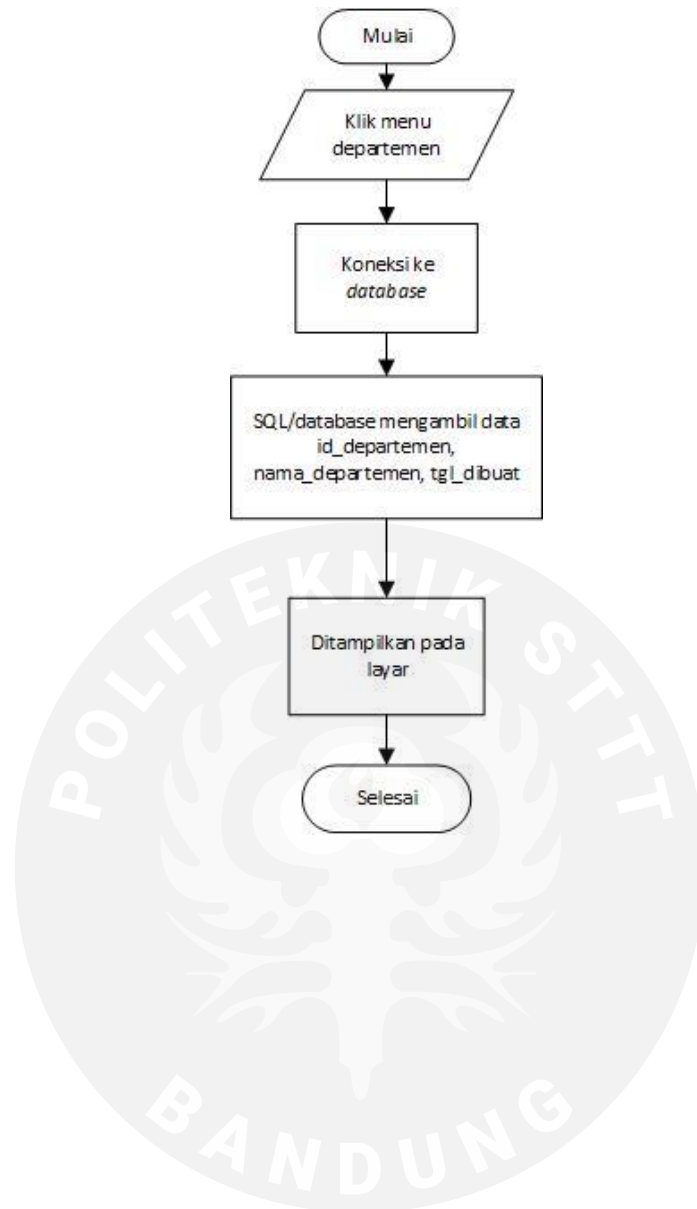 Mulai
Klik menu
departemen
Koneksi ke
database
SQL/database mengambil data
id_departemen,
nama_departemen, tgl_dibuat
Ditampilkan pada
layar
Selesai
POLITEKNIK STTT
BANDUNG